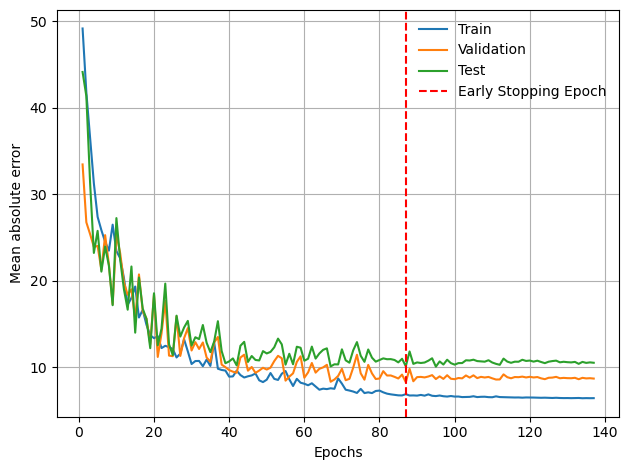 50
40
30
20
10
Mean absolute error
0
20
40
60
80
100
120
140
Epochs
Train
Validation
Test
Early Stopping Epoch